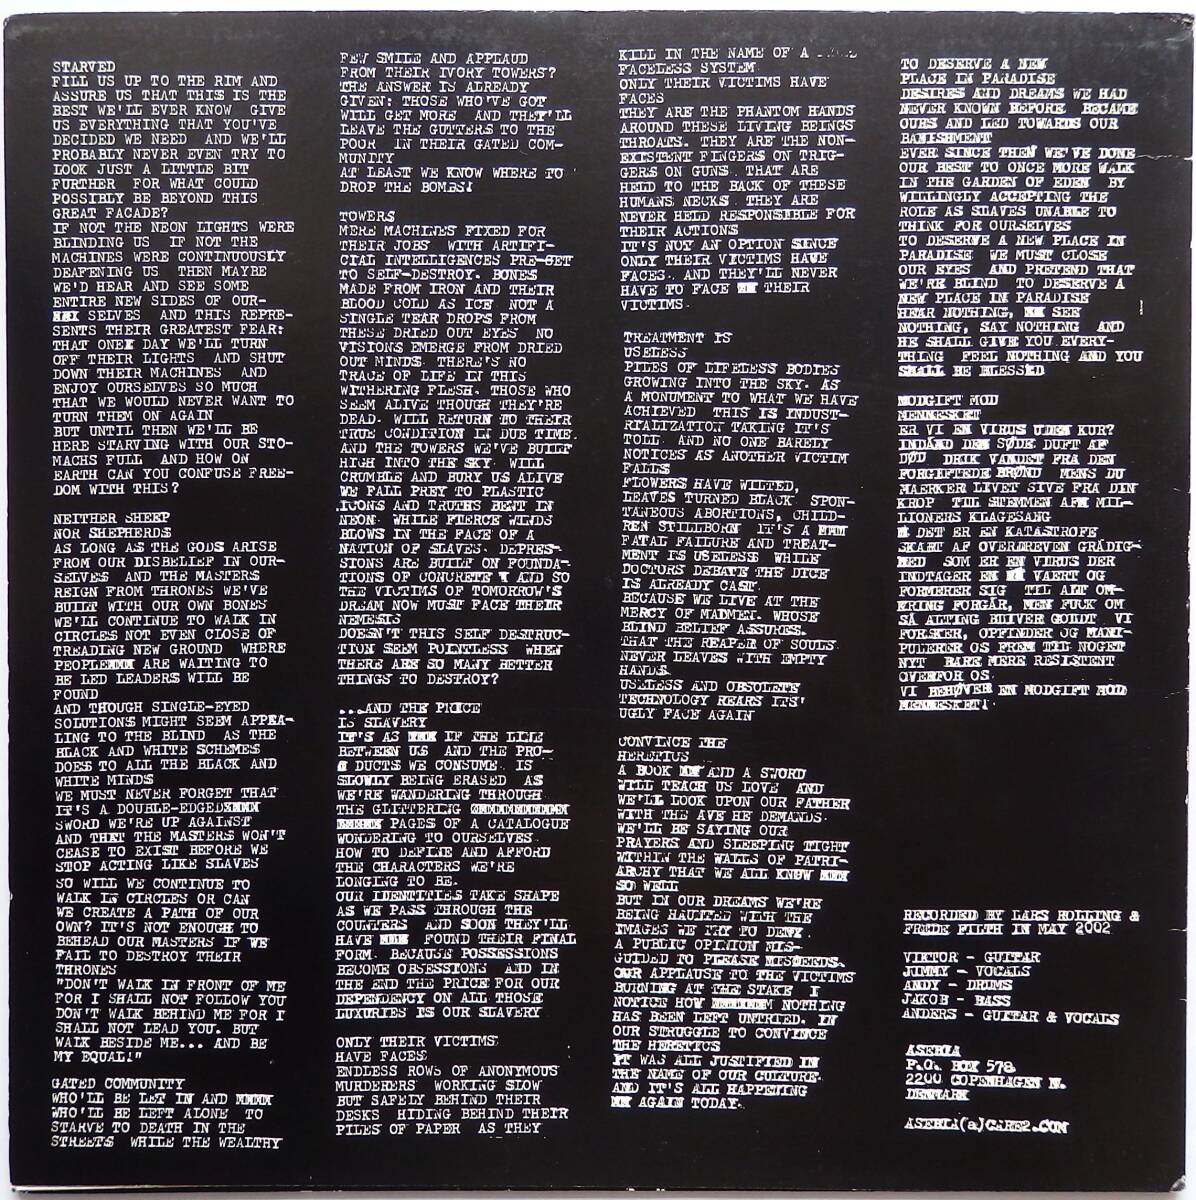 STARVED
FILL US UP TO THE RIM AND
ASSURE US THAT THIS IS THE
BEST WE'LL EVER KNOW GIVE
US EVERYTHING THAT YOU'VE
DECIDED WE NEED AND WE'LL
PROBABLY NEVER EVEN TRY TO
LOOK JUST A LITTLE BIT
FURTHER FOR WHAT COULD
POSSIBLY BE BEYOND THIS
GREAT FACADE?
IF NOT THE NEON LIGHTS WERE
BLINDING US IF NOT THE
MACHINES WERE CONTINUOUSLY
DEAFENING US THEN MAYBE
WE'D HEAR AND SEE SOME
ENTIRE NEW SIDES OF OUR-
SELVES AND THIS REPRE-
SENTS THEIR GREATEST FEAR:
THAT ONE DAY WE'LL TURN
OFF THEIR LIGHTS AND SHUT
DOWN THEIR MACHINES AND
ENJOY OURSELVES SO MUCH
THAT WE WOULD NEVER WANT TO
TURN THEM ON AGAIN
BUT UNTIL THEN WE'LL BE
HERE STARVING WITH OUR STO-
MACHS FULL AND HOW ON
EARTH CAN YOU CONFUSE FREE-
DOM WITH THIS?
NEITHER SHEEP
NOR SHEPHERDS
AS LONG AS THE GODS ARISE
FROM OUR DISBELIEF IN OUR-
SELVES AND THE MASTERS
REIGN FROM THRONES WE'VE
BUILT WITH OUR OWN BONES
WE'LL CONTINUE TO WALK IN
CIRCLES NOT EVEN CLOSE OF
TREADING NEW GROUND WHERE
PEOPLE ARE WAITING TO
BE LED LEADERS WILL BE
FOUND
AND THOUGH SINGLE-EYED
SOLUTIONS MIGHT SEEM APPEA-
LING TO THE BLIND AS THE
BLACK AND WHITE SCHEMES
DOES TO ALL THE BLACK AND
WHITE MINDS
WE MUST NEVER FORGET THAT
IT'S A DOUBLE-EDGED
SWORD WE'RE UP AGAINST
AND THAT THE MASTERS WON'T
CEASE TO EXIST BEFORE WE
STOP ACTING LIKE SLAVES
SO WILL WE CONTINUE TO
WALK IN CIRCLES OR CAN
WE CREATE A PATH OF OUR
OWN? IT'S NOT ENOUGH TO
BEHEAD OUR MASTERS IF WE
FAIL TO DESTROY THEIR
THRONES
"DON'T WALK IN FRONT OF ME
FOR I SHALL NOT FOLLOW YOU
DON'T WALK BEHIND ME FOR I
SHALL NOT LEAD YOU. BUT
WALK BESIDE ME... AND BE
MY EQUAL!"
GATED COMMUNITY
WHO'LL BE LET IN AND
WHO'LL BE LEFT ALONE TO
STARVE TO DEATH IN THE
STREETS WHILE THE WEALTHY
FEW SMILE AND APPLAUD
FROM THEIR IVORY TOWERS?
THE ANSWER IS ALREADY
GIVEN: THOSE WHO'VE GOT
WILL GET MORE AND THEY'LL
LEAVE THE GUTTERS TO THE
POOR IN THEIR GATED COM-
MUNITY
AT LEAST WE KNOW WHERE TO
DROP THE BOMBS!
TOWERS
MERE MACHINES FIXED FOR
THEIR JOBS WITH ARTIFI-
CIAL INTELLIGENCES PRE-SET
TO SELF-DESTROY. BONES
MADE FROM IRON AND THEIR
BLOOD COLD AS ICE NOT A
SINGLE TEAR DROPS FROM
THESE DRIED OUT EYES NO
VISIONS EMERGE FROM DRIED
OUT MINDS THERE'S NO
TRACE OF LIFE IN THIS
WITHERING FLESH. THOSE WHO
SEEM ALIVE THOUGH THEY'RE
DEAD. WILL RETURN TO THEIR
TRUE CONDITION IN DUE TIME.
AND THE TOWERS WE'VE BUILT
HIGH INTO THE SKY WILL
CRUMBLE AND BURY US ALIVE
WE FALL PREY TO PLASTIC
ICONS AND TRUTHS BENT IN
NEON WHILE FIERCE WINDS
BLOWS IN THE FACE OF A
NATION OF SLAVES. DEPRES-
SIONS ARE BUILT ON FOUNDA-
TIONS OF CONCRETE AND SO
THE VICTIMS OF TOMORROW'S
DREAM NOW MUST FACE THEIR
NEMESIS
DOESN'T THIS SELF DESTRUC-
TION SEEM POINTLESS WHEN
THERE ARE SO MANY BETTER
THINGS TO DESTROY?
...AND THE PRICE
IS SLAVERY
IT'S AS IF THE LINE
BETWEEN US AND THE PRO-
DUCTS WE CONSUME IS
SLOWLY BEING ERASED AS
WE'RE WANDERING THROUGH
THE GLITTERING
PAGES OF A CATALOGUE
WONDERING TO OURSELVES
HOW TO DEFINE AND AFFORD
THE CHARACTERS WE'RE
LONGING TO BE.
OUR IDENTITIES TAKE SHAPE
AS WE PASS THROUGH THE
COUNTERS AND SOON THEY'LL
HAVE FOUND THEIR FINAL
FORM. BECAUSE POSSESSIONS
BECOME OBSESSIONS AND IN
THE END THE PRICE FOR OUR
DEPENDENCY ON ALL THOSE
LUXURIES IS OUR SLAVERY
ONLY THEIR VICTIMS
HAVE FACES
ENDLESS ROWS OF ANONYMOUS
MURDERERS WORKING SLOW
BUT SAFELY BEHIND THEIR
DESKS HIDING BEHIND THEIR
PILES OF PAPER AS THEY
KILL IN THE NAME OF A
FACELESS SYSTEM
ONLY THEIR VICTIMS HAVE
FACES
THEY ARE THE PHANTOM HANDS
AROUND THESE LIVING BEINGS
THROATS. THEY ARE THE NON-
EXISTENT FINGERS ON TRIG-
GERS ON GUNS THAT ARE
HELD TO THE BACK OF THESE
HUMANS NECKS THEY ARE
NEVER HELD RESPONSIBLE FOR
THEIR ACTIONS
IT'S NOT AN OPTION SINCE
ONLY THEIR VICTIMS HAVE
FACES. AND THEY'LL NEVER
HAVE TO FACE THEIR
VICTIMS.
TREATMENT IS
USELESS
PILES OF LIFELESS BODIES
GROWING INTO THE SKY. AS
A MONUMENT TO WHAT WE HAVE
ACHIEVED THIS IS INDUST-
RIALIZATION TAKING IT'S
TOLL AND NO ONE BARELY
NOTICES AS ANOTHER VICTIM
FALLS
FLOWERS HAVE WILTED,
LEAVES TURNED BLACK SPON-
TANEOUS ABORTIONS, CHILD-
REN STILLBORN IT'S A
FATAL FAILURE AND TREAT-
MENT IS USELESS WHILE
DOCTORS DEBATE THE DICE
IS ALREADY CAST.
BECAUSE WE LIVE AT THE
MERCY OF MADMEN. WHOSE
BLIND BELIEF ASSURES.
THAT THE REAPER OF SOULS
NEVER LEAVES WITH EMPTY
HANDS.
USELESS AND OBSOLETE
TECHNOLOGY REARS ITS'
UGLY FACE AGAIN
CONVINCE THE
HERETICS
A BOOK AND A SWORD
WILL TEACH US LOVE AND
WE'LL LOOK UPON OUR FATHER
WITH THE AVE HE DEMANDS.
WE'LL BE SAYING OUR
PRAYERS AND SLEEPING TIGHT
WITHIN THE WALLS OF PATRI-
ARCHY THAT WE ALL KNOW
SO WELL
BUT IN OUR DREAMS WE'RE
BEING HAUNTED WITH THE
IMAGES WE TRY TO DENY.
A PUBLIC OPINION MIS-
GUIDED TO PLEASE MISDEEDS.
OUR APPLAUSE TO THE VICTIMS
BURNING AT THE STAKE I
NOTICE HOW NOTHING
HAS BEEN LEFT UNTRIED. IN
OUR STRUGGLE TO CONVINCE
THE HERETICS
IT WAS ALL JUSTIFIED IN
THE NAME OF OUR CULTURE.
AND IT'S ALL HAPPENING
AGAIN TODAY.
TO DESERVE A NEW
PLACE IN PARADISE
DESIRES AND DREAMS WE HAD
NEVER KNOWN BEFORE BECAME
OURS AND LED TOWARDS OUR
BANISHMENT
EVER SINCE THEN WE'VE DONE
OUR BEST TO ONCE MORE WALK
IN THE GARDEN OF EDEN BY
WILLINGLY ACCEPTING THE
ROLE AS SLAVES UNABLE TO
THINK FOR OURSELVES
TO DESERVE A NEW PLACE IN
PARADISE WE MUST CLOSE
OUR EYES AND PRETEND THAT
WE'RE BLIND TO DESERVE A
NEW PLACE IN PARADISE
HEAR NOTHING, SEE
NOTHING, SAY NOTHING AND
HE SHALL GIVE YOU EVERY-
THING FEEL NOTHING AND YOU
SHALL BE BLESSED
MODGIFT MOD
MENNESKET
ER VI EN VIRUS UDEN KUR?
INDÅND DEN SØDE DUFT AF
DØD DRIK VANDET FRA DEN
FORGIFTEDE BRØND MENS DU
MAERKER LIVET SIVE FRA DIN
KROP TIL STEMMEN AF MIL-
LIONERS KLAGESANG
DET ER EN KATASTROFE
SKABT AF OVERDREVEN GRÅDIG-
HED SOM ER EN VIRUS DER
INDTAGER EN VAERT OG
FORMERER SIG TIL ALT OM-
KRING FORGÅR, MEN FUCK OM
SÅ ALTING BLIVER GOLDT VI
FORSKER, OPFINDER OG MANI-
PULERER OS FREM TIL NOGET
NYT BARE MERE RESISTENT
OVERFOR OS
VI BEHØVER EN MODGIFT MOD
MENNESKET!
RECORDED BY LARS HOLLING &
FREDE FILTH IN MAY 2002
VIKTOR - GUITAR
JIMMY - VOCALS
ANDY - DRUMS
JAKOB - BASS
ANDERS - GUITAR & VOCALS
ASEBIA
P.O. BOX 578
2200 COPENHAGEN N.
DENMARK
ASEBIA(a)CARE2.COM